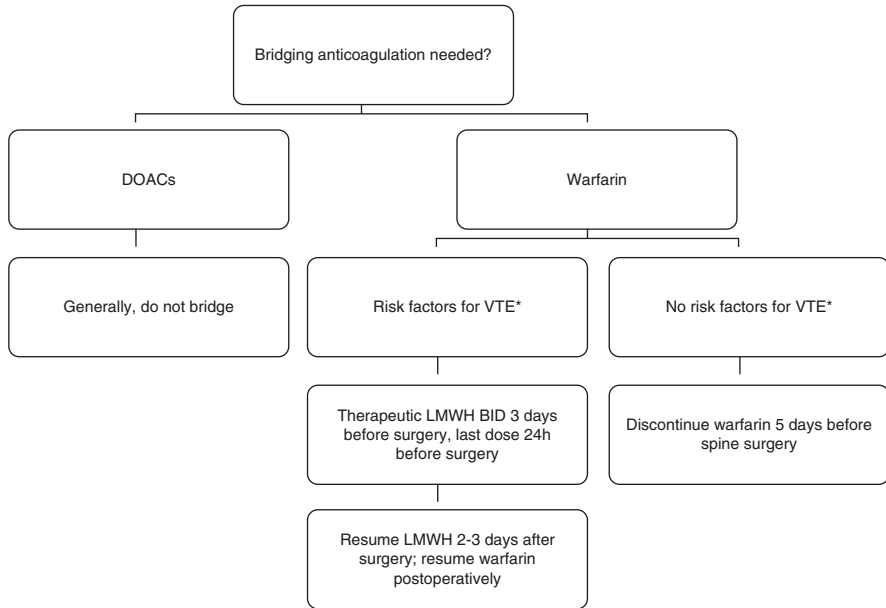 Bridging anticoagulation needed?
DOACs
Warfarin
Generally, do not bridge
Risk factors for VTE*
No risk factors for VTE*
Therapeutic LMWH BID 3 days
before surgery, last dose 24h
before surgery
Discontinue warfarin 5 days before
spine surgery
Resume LMWH 2-3 days after
surgery; resume warfarin
postoperatively